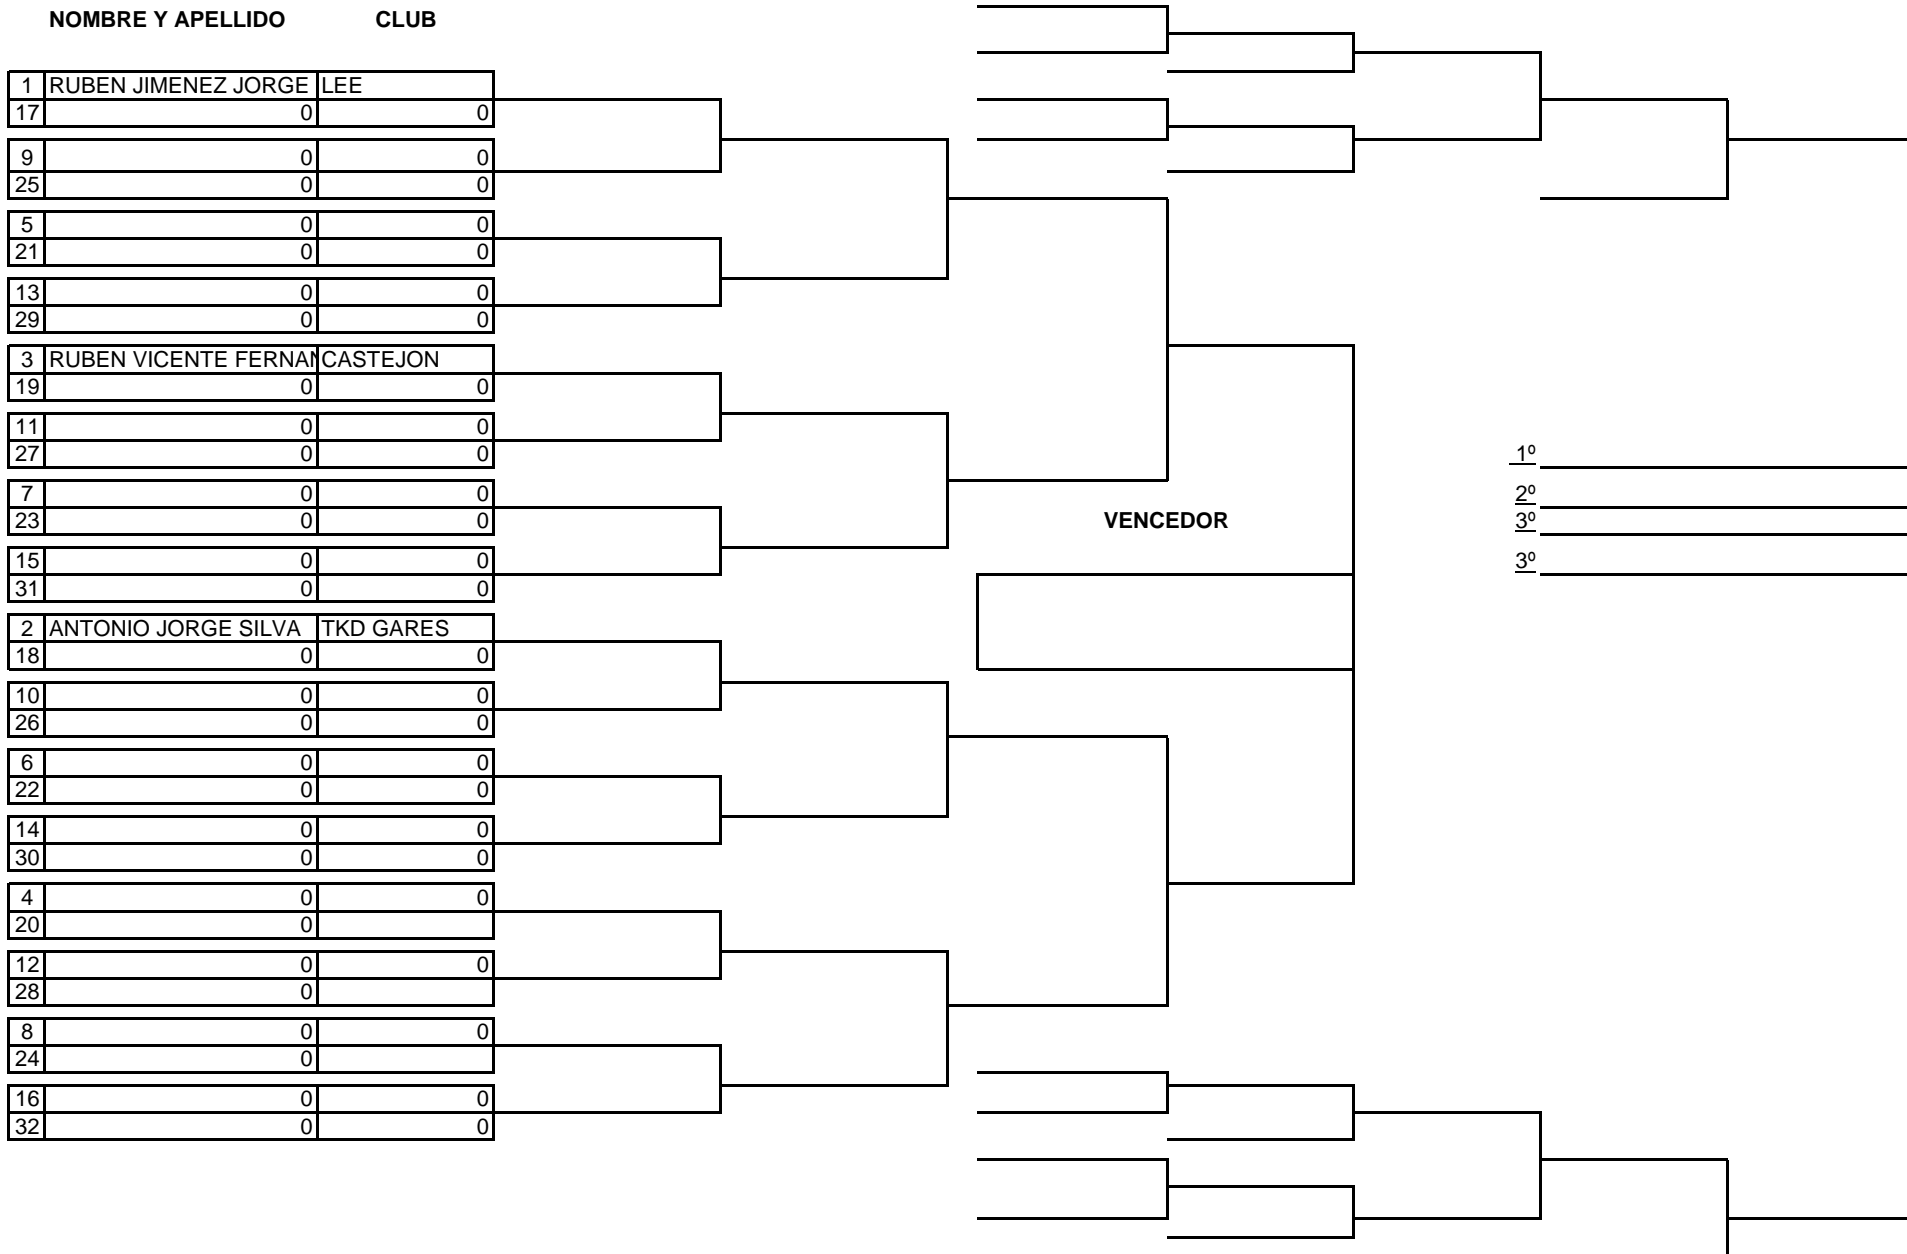 NOMBRE Y APELLIDO CLUB
1 RUBEN JIMENEZ JORGE LEE
17 0 0
9 0 0
25 0 0
5 0 0
21 0 0
13 0 0
29 0 0
3 RUBEN VICENTE FERNAN CASTEJON
19 0 0
11 0 0
27 0 0
7 0 0
23 0 0
15 0 0
31 0 0
2 ANTONIO JORGE SILVA TKD GARES
18 0 0
10 0 0
26 0 0
6 0 0
22 0 0
14 0 0
30 0 0
4 0 0
20 0
12 0 0
28 0
8 0 0
24 0
16 0 0
32 0 0
VENCEDOR
1º
2º
3º
3º